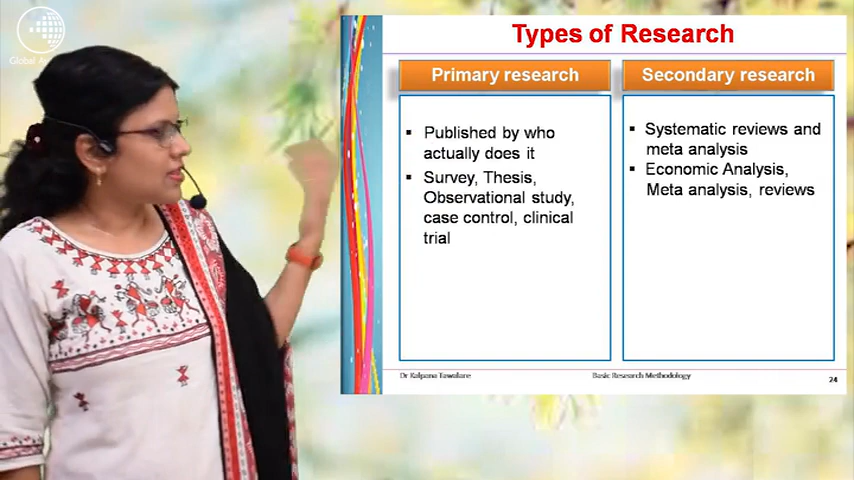 Global A
Types of Research
Primary research
▪ Published by who
actually does it
▪ Survey, Thesis,
Observational study,
case control, clinical
trial
Secondary research
▪ Systematic reviews and
meta analysis
▪ Economic Analysis,
Meta analysis, reviews
Dr Kalpana Tawalare
Basic Research Methodology
24